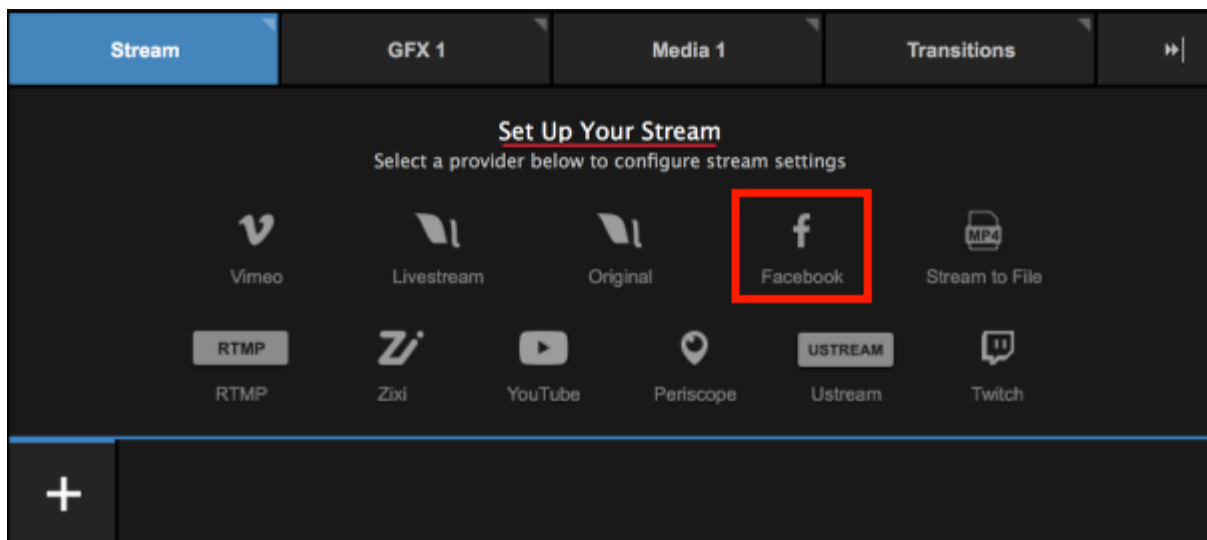 Stream GFX 1 Media 1 Transitions
Set Up Your Stream
Select a provider below to configure stream settings
Vimeo Livestream Original Facebook MP4 Stream to File
RTMP USTREAM
RTMP Zixi YouTube Periscope Ustream Twitch